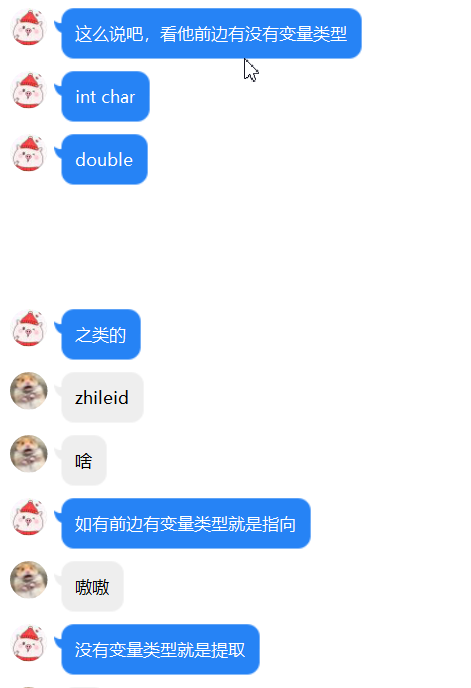 这么说吧，看他前边有没有变量类型
int char
double
之类的
zhileid
啥
如有前边有变量类型就是指向
嗷嗷
没有变量类型就是提取